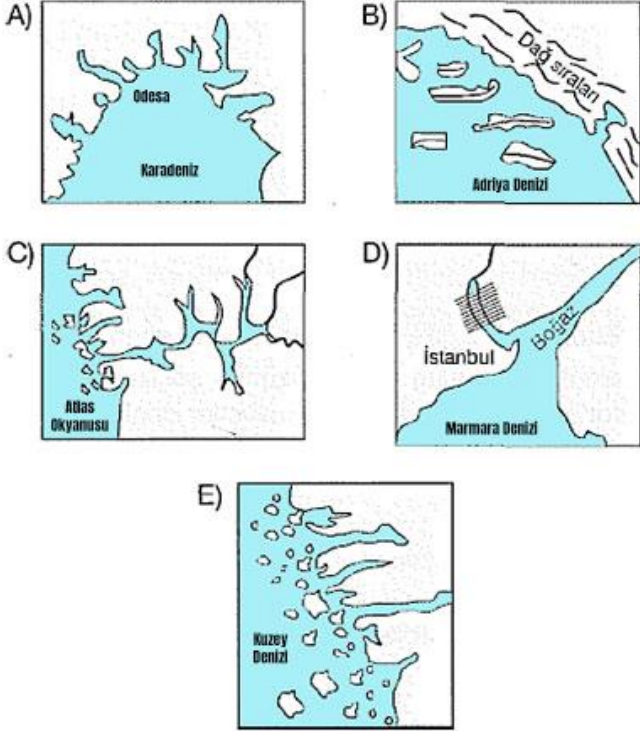 A)
Odesa
Karadeniz
B)
Dağ sıraları
Adriya Denizi
C)
Atlas
Okyanusu
D)
İstanbul
Boğaz
Marmara Denizi
E)
Kuzey
Denizi